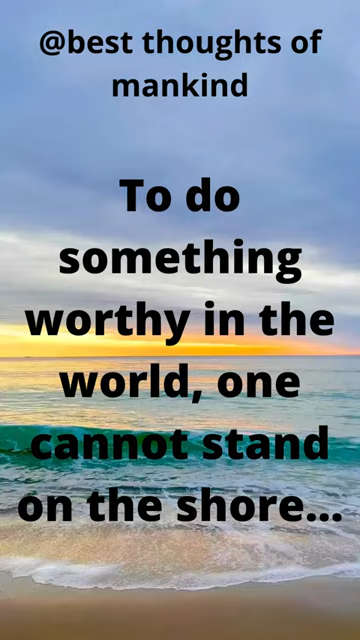 @best thoughts of
mankind
To do
something
worthy in the
world, one
cannot stand
on the shore...